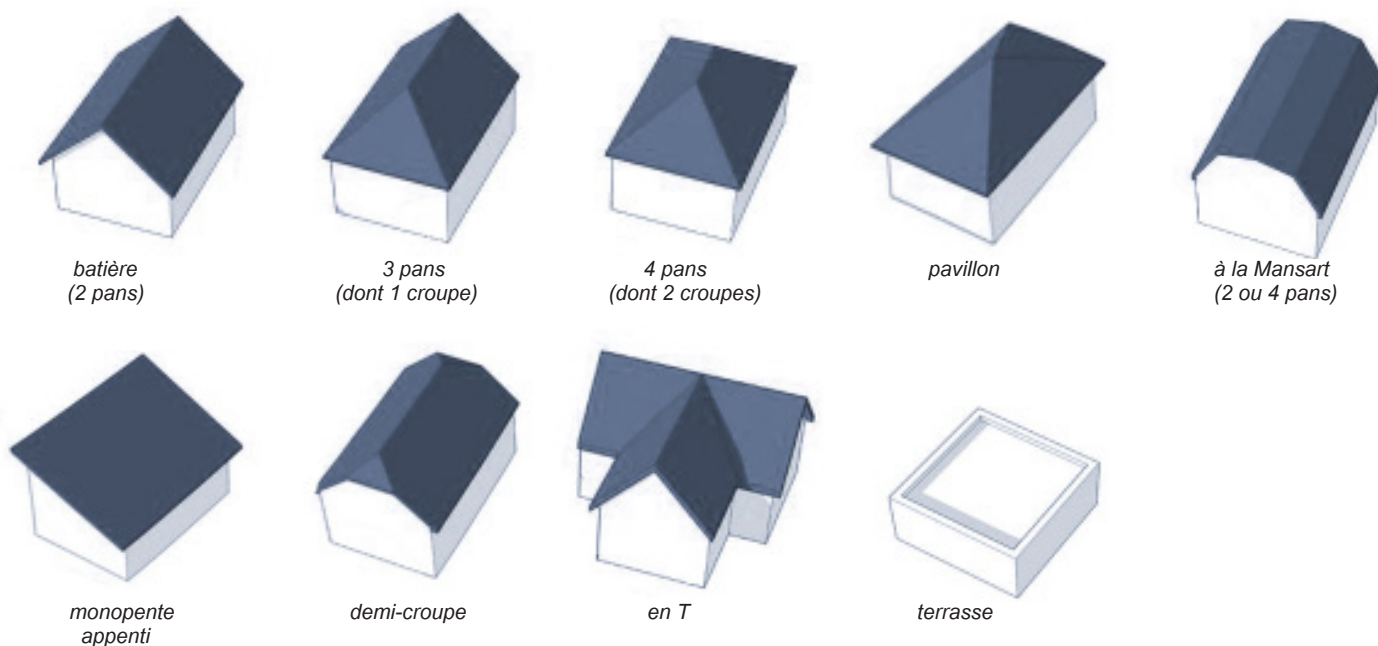 batière
(2 pans)
3 pans
(dont 1 croupe)
4 pans
(dont 2 croupes)
pavillon
à la Mansart
(2 ou 4 pans)
monopente
appenti
demi-croupe
en T
terrasse